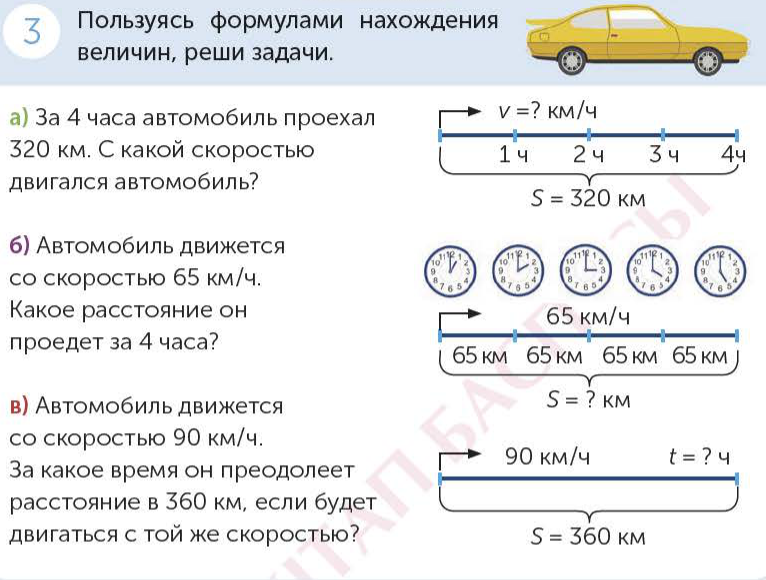 3
Пользуясь формулами нахождения
величин, реши задачи.
а) За 4 часа автомобиль проехал
320 км. С какой скоростью
двигался автомобиль?
v =? км/ч
1 ч 2 ч 3 ч 4ч
S = 320 км
б) Автомобиль движется
со скоростью 65 км/ч.
Какое расстояние он
проедет за 4 часа?
65 км/ч
65 км 65 км 65 км 65 км
S = ? км
в) Автомобиль движется
со скоростью 90 км/ч.
За какое время он преодолеет
расстояние в 360 км, если будет
двигаться с той же скоростью?
90 км/ч t = ? ч
S = 360 км